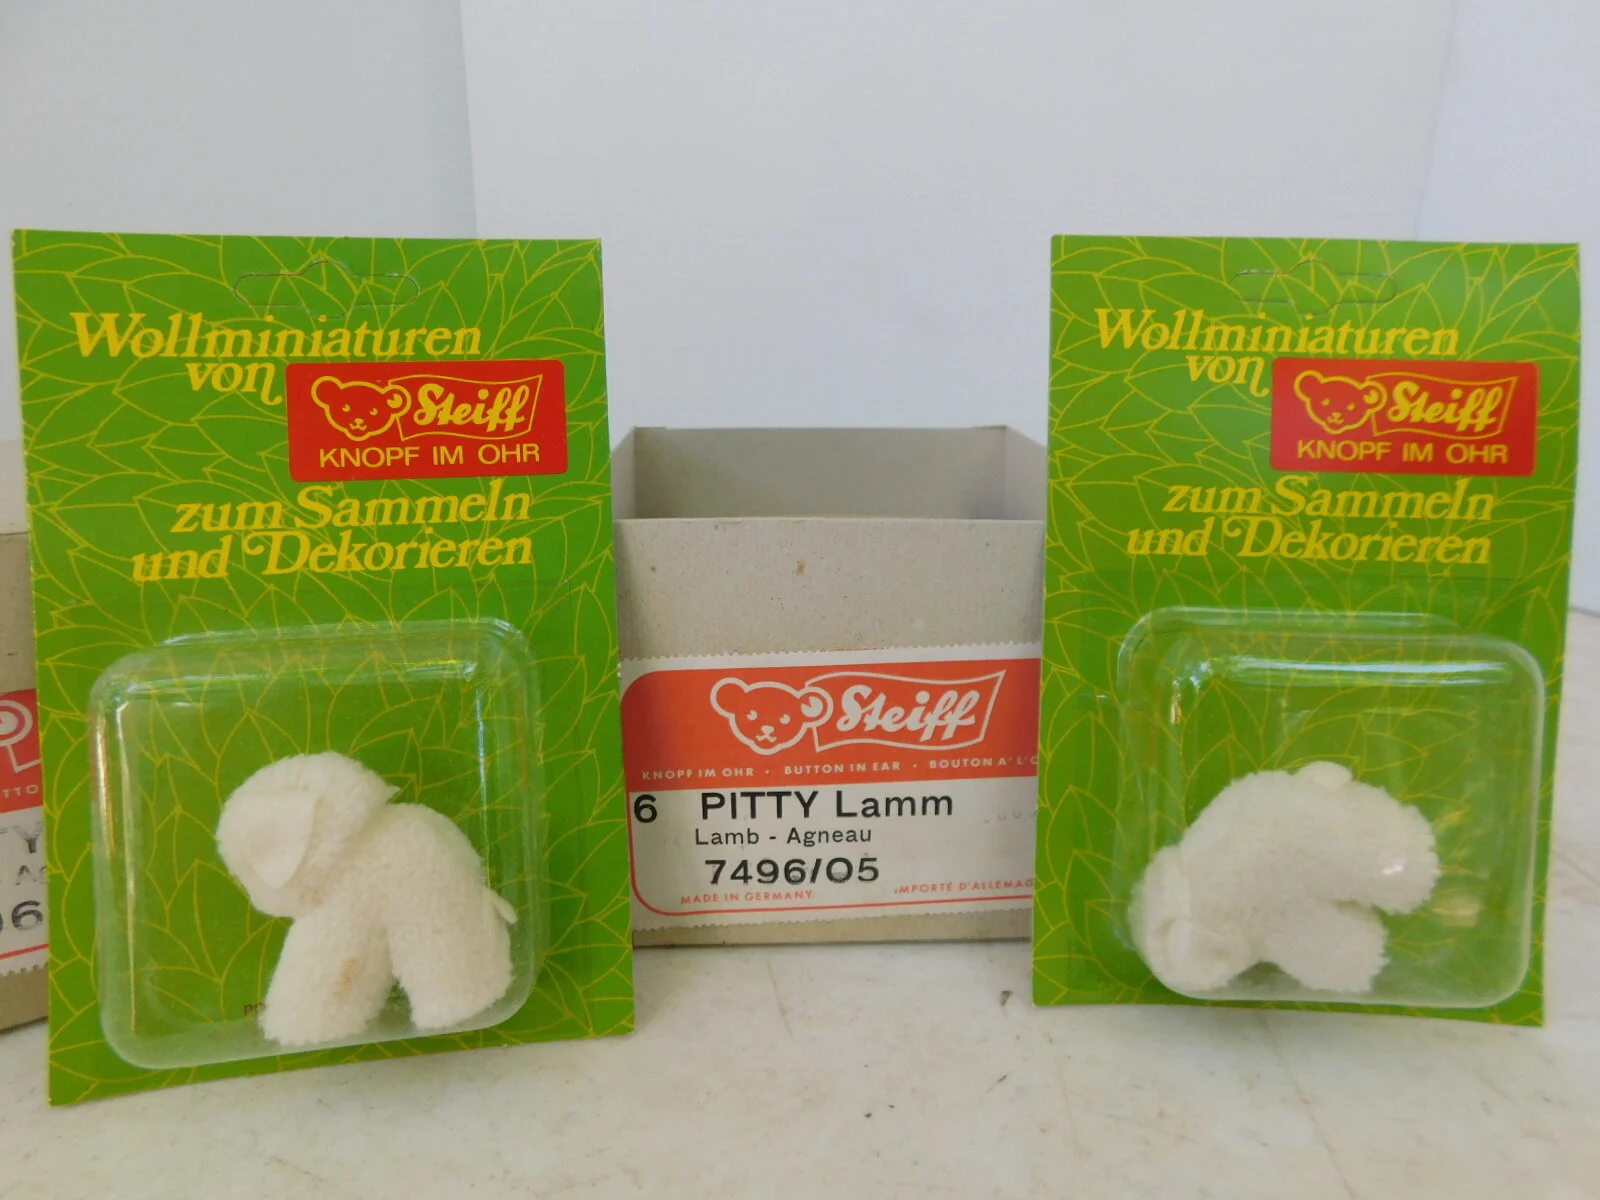 Wollminiaturen
von
Steiff
KNOPF IM OHR
zum Sammeln
und Dekorieren
Steiff
KNOPF IM OHR · BUTTON IN EAR · BOUTON A' L'O
6 PITTY Lamm
Lamb - Agneau
7496/05
MADE IN GERMANY
IMPORTÉ D'ALLEMAG
Wollminiaturen
von
Steiff
KNOPF IM OHR
zum Sammeln
und Dekorieren